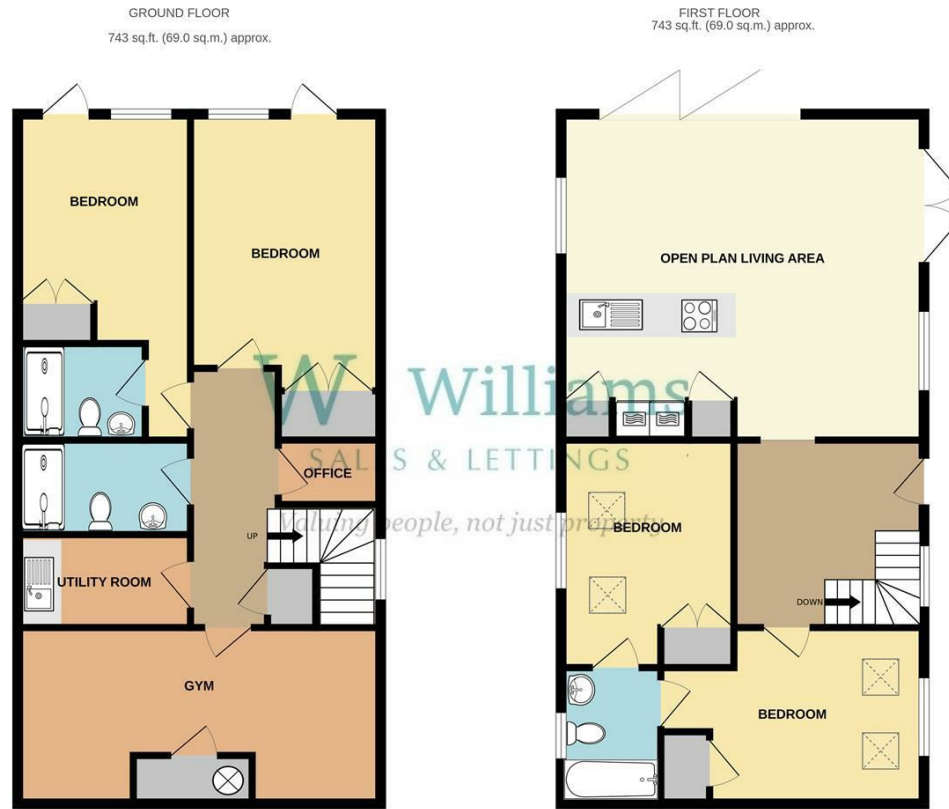 GROUND FLOOR
743 sq.ft. (69.0 sq.m.) approx.
BEDROOM
BEDROOM
OFFICE
UP
UTILITY ROOM
GYM
FIRST FLOOR
743 sq.ft. (69.0 sq.m.) approx.
OPEN PLAN LIVING AREA
BEDROOM
DOWN
BEDROOM
W Williams
SALES & LETTINGS
Valuing people, not just property